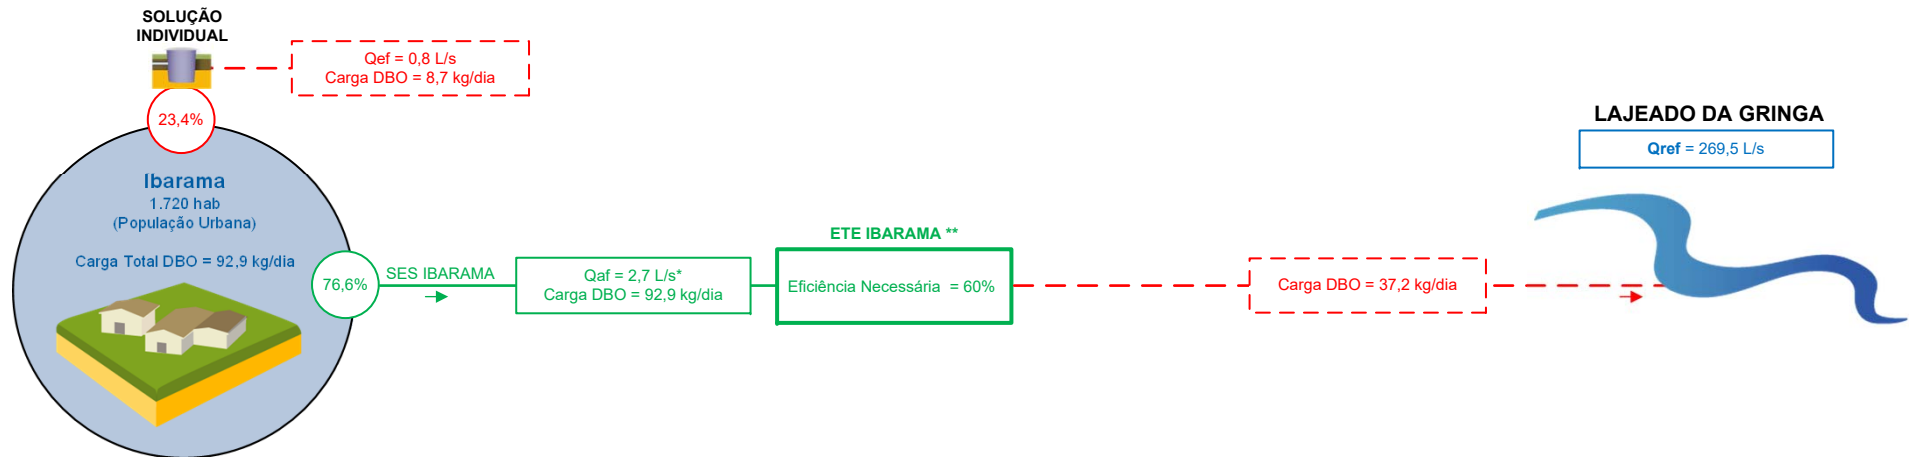 SOLUÇÃO
INDIVIDUAL
Qef = 0,8 L/s
Carga DBO = 8,7 kg/dia
23,4%
Ibarama
1.720 hab
(População Urbana)
Carga Total DBO = 92,9 kg/dia
76,6%
SES IBARAMA
Qaf = 2,7 L/s*
Carga DBO = 92,9 kg/dia
ETE IBARAMA **
Eficiência Necessária = 60%
Carga DBO = 37,2 kg/dia
LAJEADO DA GRINGA
Qref = 269,5 L/s